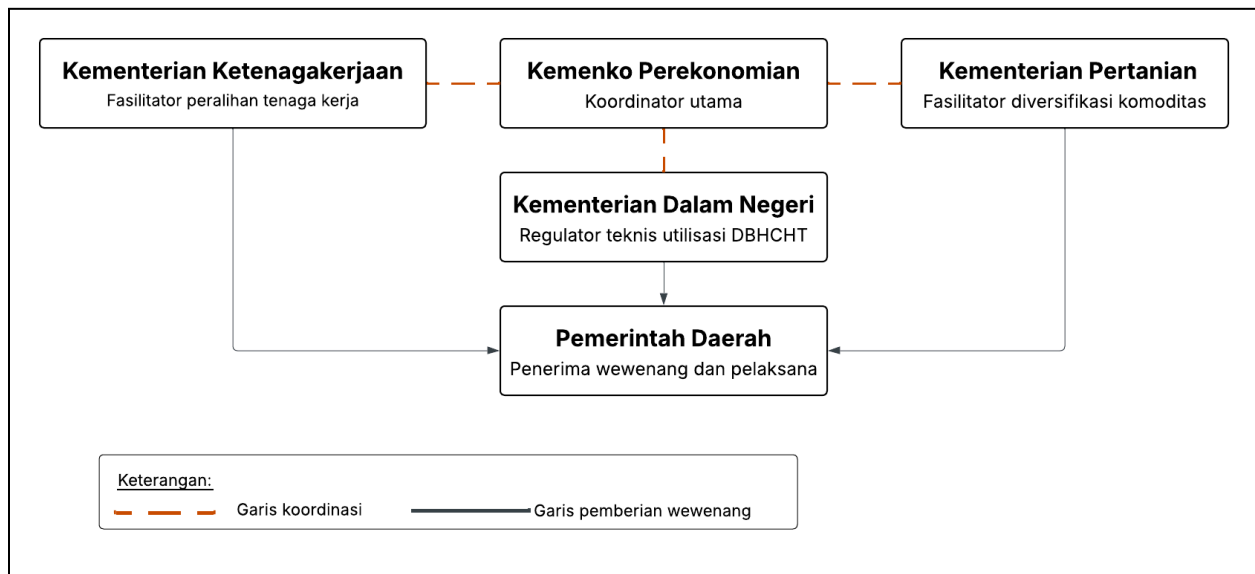 Kementerian Ketenagakerjaan
Fasilitator peralihan tenaga kerja
Kemenko Perekonomian
Koordinator utama
Kementerian Pertanian
Fasilitator diversifikasi komoditas
Kementerian Dalam Negeri
Regulator teknis utilisasi DBHCHT
Pemerintah Daerah
Penerima wewenang dan pelaksana
Keterangan:
Garis koordinasi
Garis pemberian wewenang